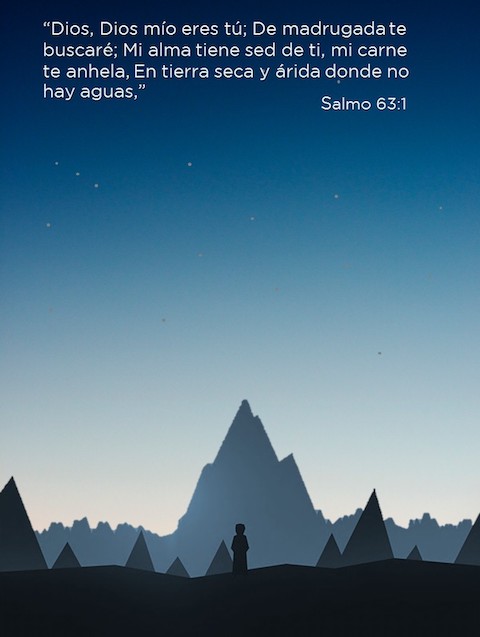 “Dios, Dios mío eres tú; De madrugada te
buscaré; Mi alma tiene sed de ti, mi carne
te anhela, En tierra seca y árida donde no
hay aguas,”
Salmo 63:1